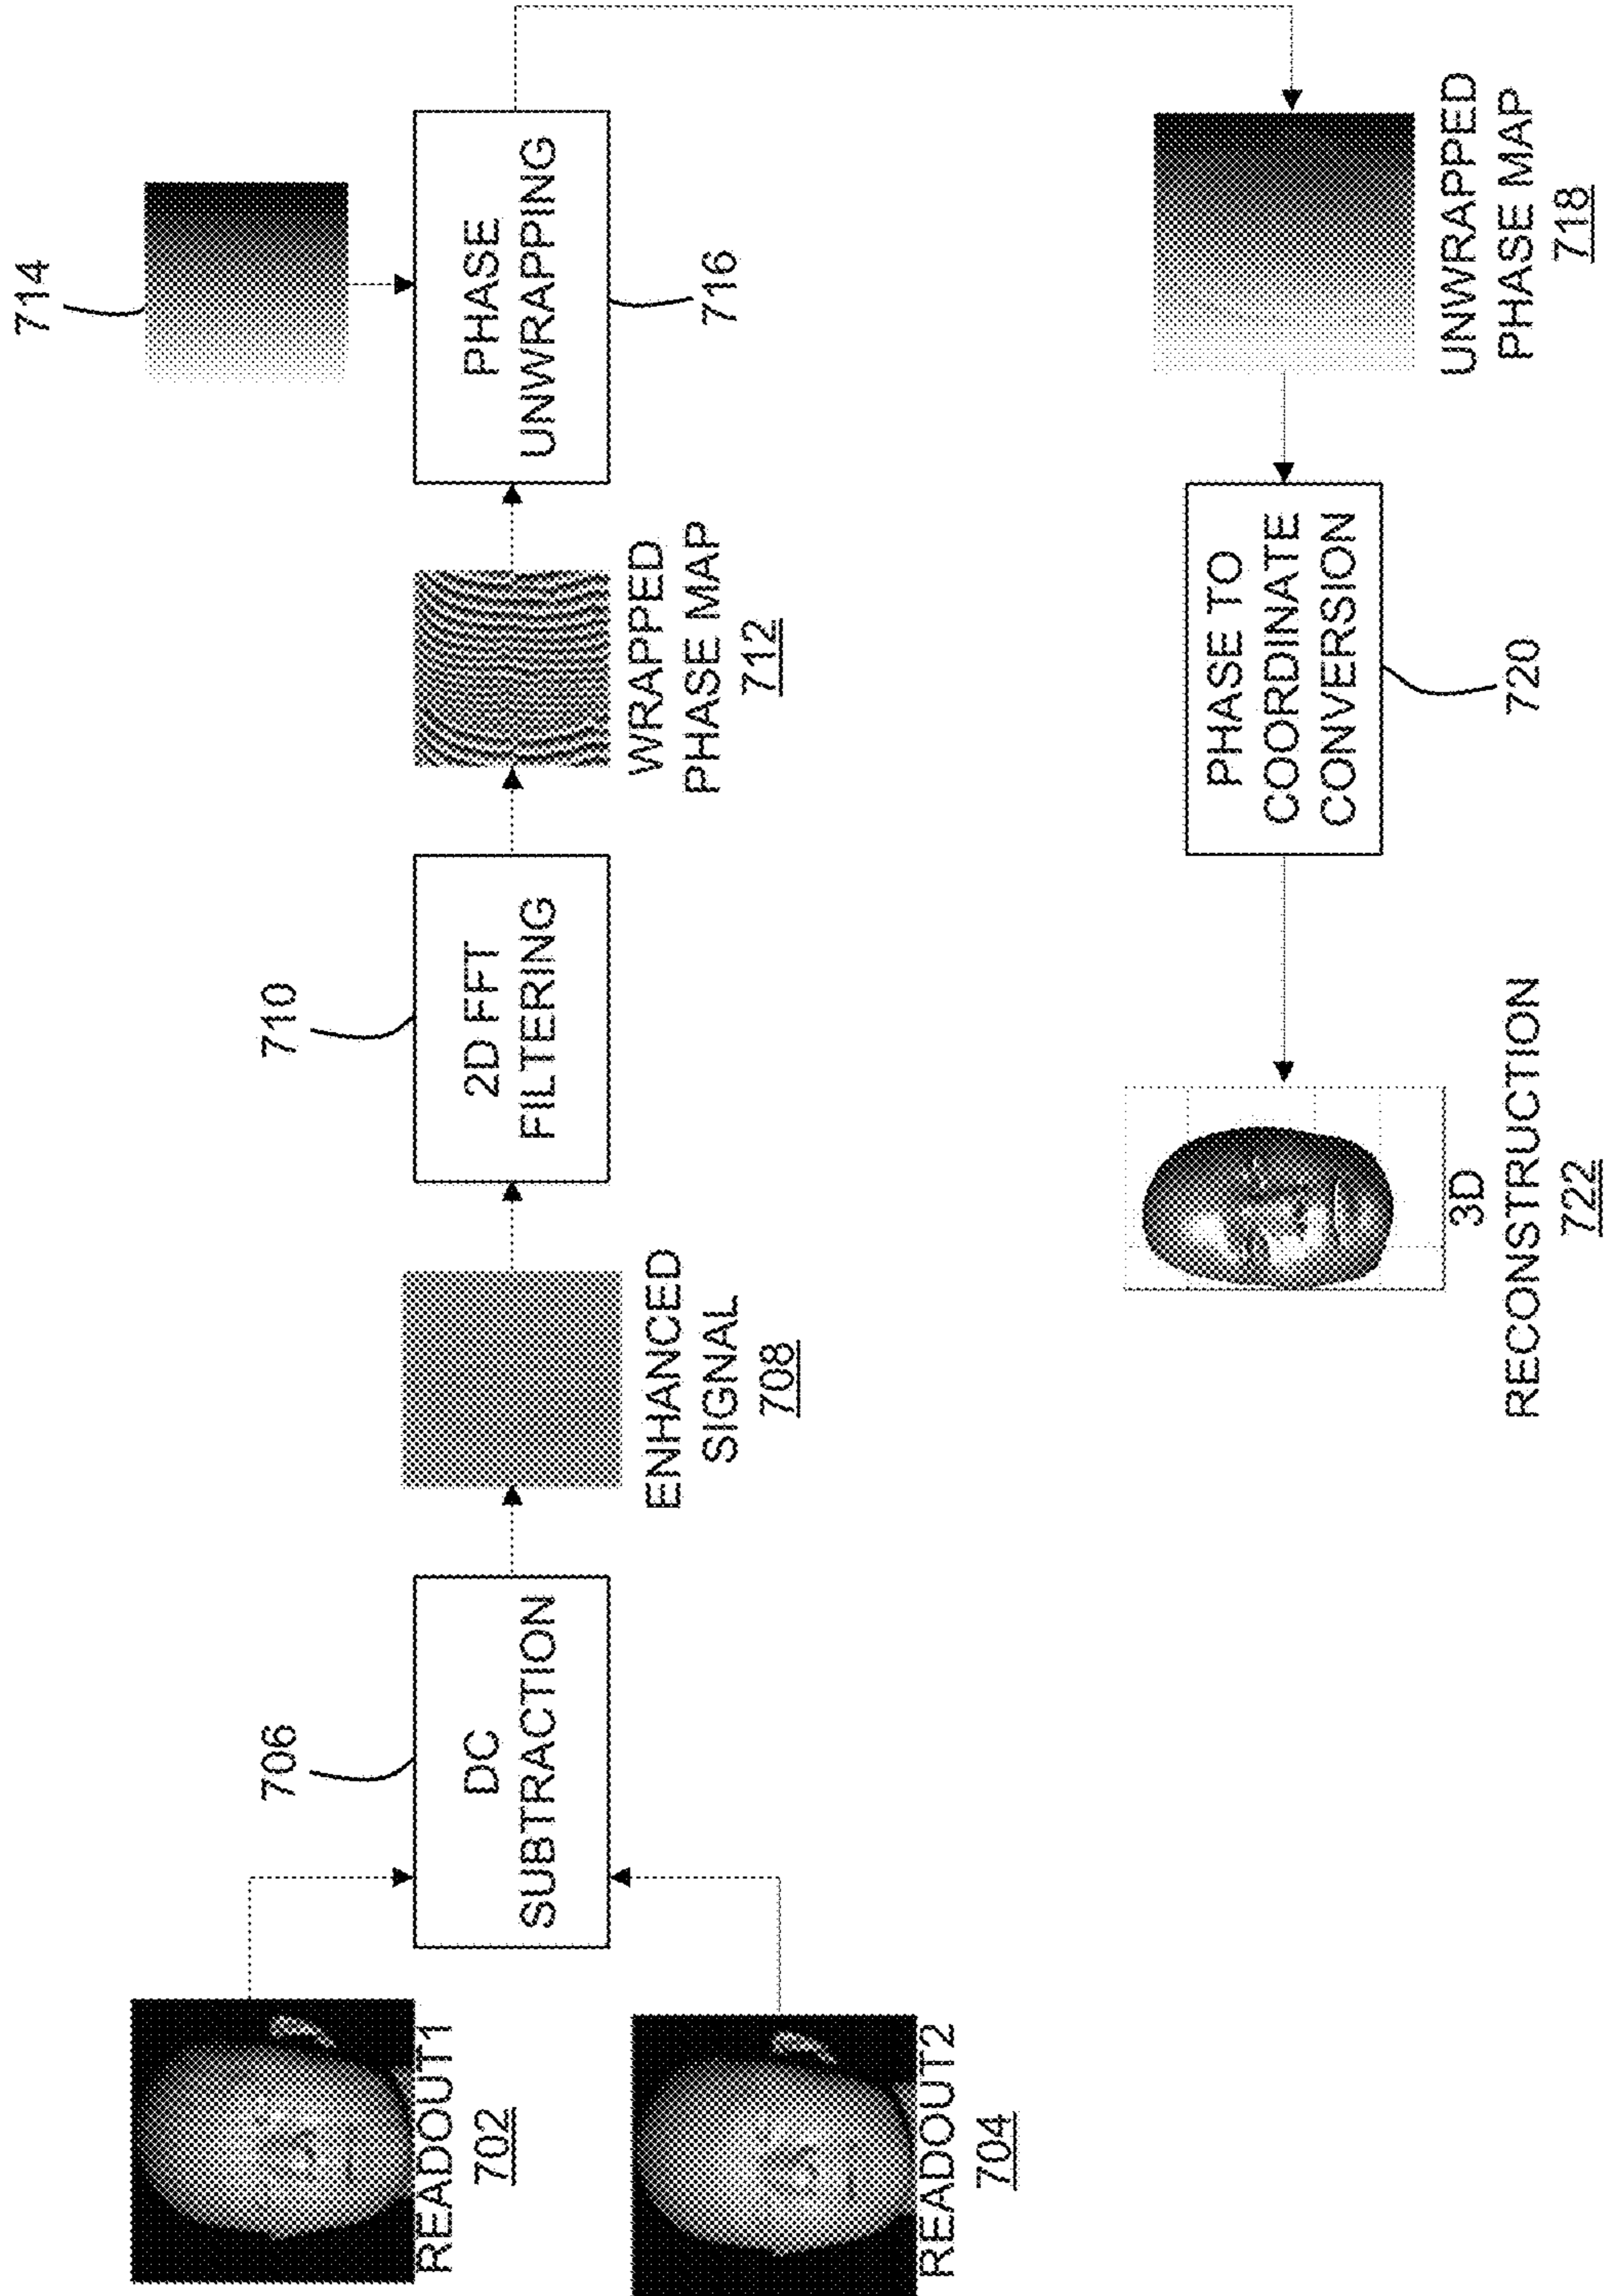 READOUT1
702
READOUT2
704
706
DC
SUBTRACTION
ENHANCED
SIGNAL
708
710
2D FFT
FILTERING
WRAPPED
PHASE MAP
712
714
PHASE
UNWRAPPING
716
UNWRAPPED
PHASE MAP
718
PHASE TO
COORDINATE
CONVERSION
720
3D
RECONSTRUCTION
722